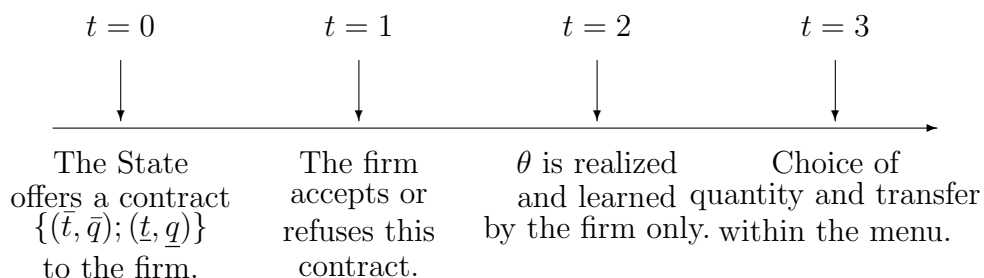 t = 0
t = 1
t = 2
t = 3
The State
offers a contract
{(t̄, q̄); (t̲, q̲)}
to the firm.
The firm
accepts or
refuses this
contract.
θ is realized
and learned
by the firm only.
Choice of
quantity and transfer
within the menu.